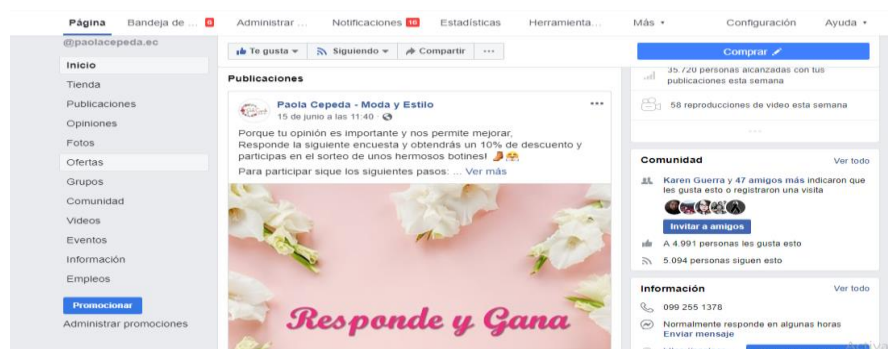 Página Bandeja de ... 6 Administrar ... Notificaciones 18 Estadísticas Herramienta... Más Configuración Ayuda
@paolacepeda.ec
Inicio
Tienda
Publicaciones
Opiniones
Fotos
Ofertas
Grupos
Comunidad
Videos
Eventos
Información
Empleos
Promocionar
Administrar promociones
Te gusta Siguiendo Compartir ...
Publicaciones
Paola Cepeda - Moda y Estilo
15 de junio a las 11:40
Porque tu opinión es importante y nos permite mejorar,
Responde la siguiente encuesta y obtendrás un 10% de descuento y
participas en el sorteo de unos hermosos botines!
Para participar sique los siguientes pasos: ... Ver más
Responde y Gana
Comprar
35.720 personas alcanzadas con tus
publicaciones esta semana
58 reproducciones de video esta semana
...
Comunidad Ver todo
Karen Guerra y 47 amigos más indicaron que
les gusta esto o registraron una visita
Invitar a amigos
A 4.991 personas les gusta esto
5.094 personas siguen esto
Información Ver todo
099 255 1378
Normalmente responde en algunas horas
Enviar mensaje